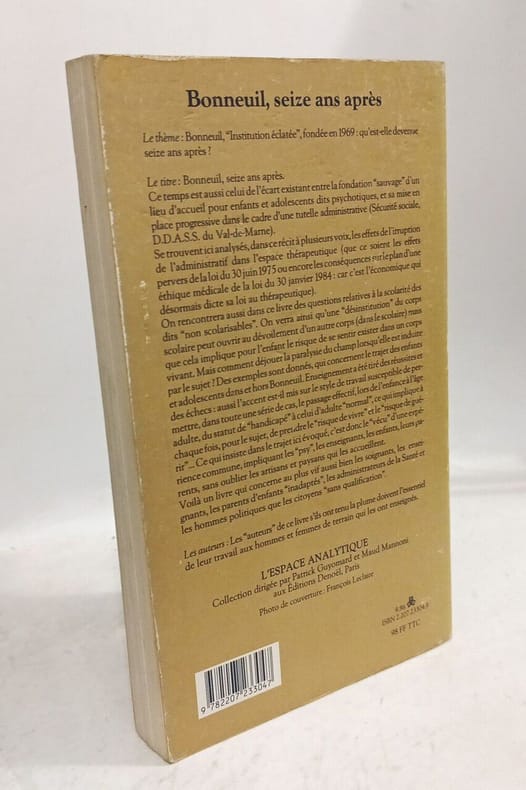 Bonneuil, seize ans après
Le thème : Bonneuil, "Institution éclatée", fondée en 1969 : qu'est-elle devenue
seize ans après ?
Le titre : Bonneuil, seize ans après.
Ce temps est aussi celui de l'écart existant entre la fondation "sauvage" d'un
lieu d'accueil pour enfants et adolescents dits psychotiques, et sa mise en
place progressive dans le cadre d'une tutelle administrative (Sécurité sociale,
D.D.A.S.S. du Val-de-Marne).
Se trouvent ici analysés, dans ce récit à plusieurs voix, les effets de l'irruption
de l'administratif dans l'espace thérapeutique (que ce soient les effets
pervers de la loi du 30 juin 1975 ou encore les conséquences sur le plan d'une
éthique médicale de la loi du 30 janvier 1984 : car c'est l'économique qui
désormais dicte sa loi au thérapeutique).
On rencontrera aussi dans ce livre des questions relatives à la scolarité des
dits "non scolarisables". On verra ainsi qu'une "désinstitution" du corps
scolaire peut ouvrir au dévoilement d'un autre corps (dans le scolaire) mais
que cela implique pour l'enfant le risque de se sentir exister dans un corps
vivant. Mais comment déjouer la paralysie du champ lorsqu'elle est induite
par le sujet ? Des exemples sont donnés, qui concernent le trajet des enfants
et adolescents dans et hors Bonneuil. Enseignement a été tiré des réussites et
des échecs : aussi l'accent est-il mis sur le style de travail susceptible de per-
mettre, dans toute une série de cas, le passage effectif, lors de l'enfance à l'âge
adulte, du statut de "handicapé" à celui d'adulte "normal", ce qui implique à
chaque fois, pour le sujet, de prendre le "risque de vivre" et le "risque de gué-
rir"... Ce qui insiste dans le trajet ici évoqué, c'est donc le "vécu" d'une expé-
rience commune, impliquant les "psy", les enseignants, les enfants, leurs pa-
rents, sans oublier les artisans et paysans qui les accueillent.
Voilà un livre qui concerne au plus vif aussi bien les soignants, les ensei-
gnants, les parents d'enfants "inadaptés", les administrateurs de la Santé et
les hommes politiques que les citoyens "sans qualification".
Les auteurs : Les "auteurs" de ce livre s'ils ont tenu la plume doivent l'essentiel
de leur travail aux hommes et femmes de terrain qui les ont enseignés.
L'ESPACE ANALYTIQUE
Collection dirigée par Patrick Guyomard et Maud Mannoni
aux Éditions Denoël, Paris
Photo de couverture : François Leclaire
4.86
ISBN 2.207.23304.8
98 FF TTC
9 782207 233047